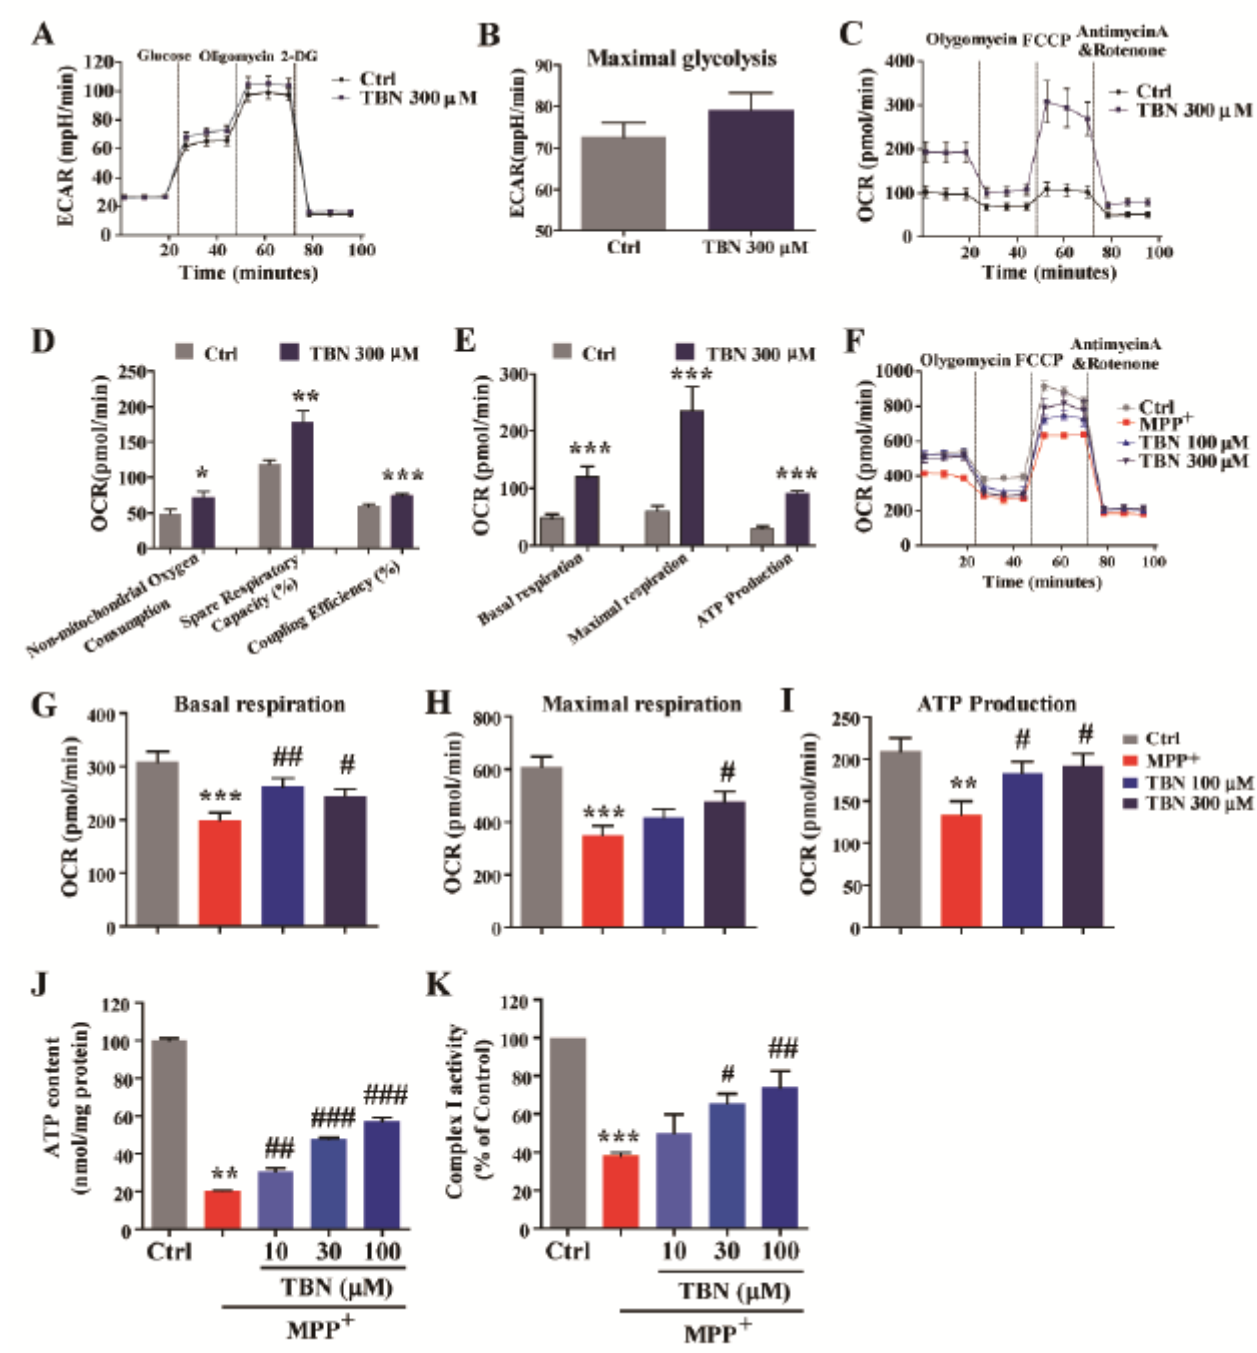 A
Glucose Oligomycin 2-DG
ECAR (mpH/min)
120
100
80
60
40
20
0
20 40 60 80 100
Time (minutes)
Ctrl
TBN 300 μM
B
Maximal glycolysis
ECAR(mpH/min)
90
80
70
60
50
Ctrl TBN 300 μM
C
Olygomycin FCCP AntimycinA
&Rotenone
OCR (pmol/min)
400
300
200
100
0
20 40 60 80 100
Time (minutes)
Ctrl
TBN 300 μM
D
Ctrl TBN 300 μM
OCR(pmol/min)
250
200
150
100
50
0
* ** ***
Non-mitochondrial Oxygen
Consumption
Spare Respiratory
Capacity (%)
Coupling Efficiency (%)
E
Ctrl TBN 300 μM
OCR (pmol/min)
300
200
100
0
*** *** ***
Basal respiration
Maximal respiration
ATP Production
F
Olygomycin FCCP AntimycinA
&Rotenone
OCR (pmol/min)
1000
800
600
400
200
0
20 40 60 80 100
Time (minutes)
Ctrl
MPP+
TBN 100 μM
TBN 300 μM
G
Basal respiration
OCR (pmol/min)
400
300
200
100
0
*** ## #
H
Maximal respiration
OCR (pmol/min)
800
600
400
200
0
*** #
I
ATP Production
OCR (pmol/min)
250
200
150
100
50
0
** # #
Ctrl
MPP+
TBN 100 μM
TBN 300 μM
J
ATP content
(nmol/mg protein)
120
100
80
60
40
20
0
** ## ### ###
Ctrl 10 30 100
TBN (μM)
MPP+
K
Complex I activity
(% of Control)
120
100
80
60
40
20
0
*** # ##
Ctrl 10 30 100
TBN (μM)
MPP+